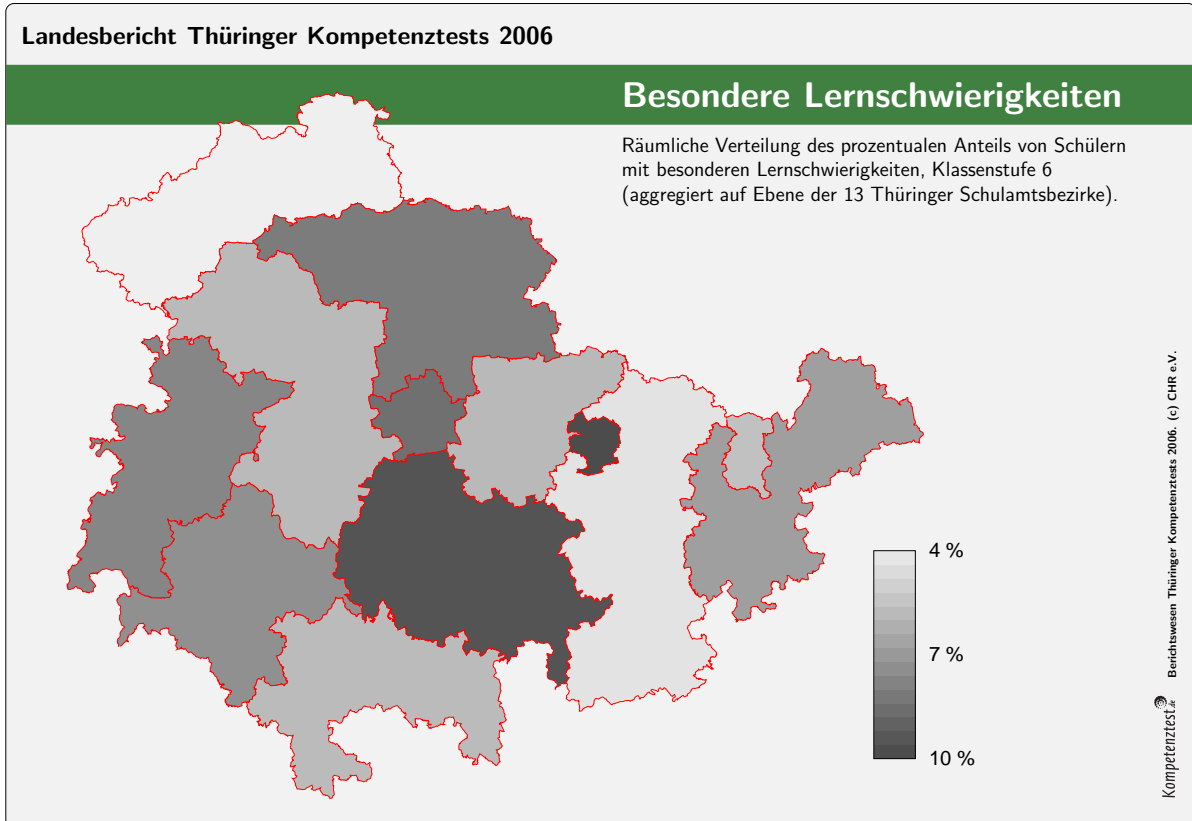 Landesbericht Thüringer Kompetenztests 2006
Besondere Lernschwierigkeiten
Räumliche Verteilung des prozentualen Anteils von Schülern
mit besonderen Lernschwierigkeiten, Klassenstufe 6
(aggregiert auf Ebene der 13 Thüringer Schulamtsbezirke).
4 %
7 %
10 %
Kompetenztest.de
Berichtswesen Thüringer Kompetenztests 2006. (c) CHR e.V.